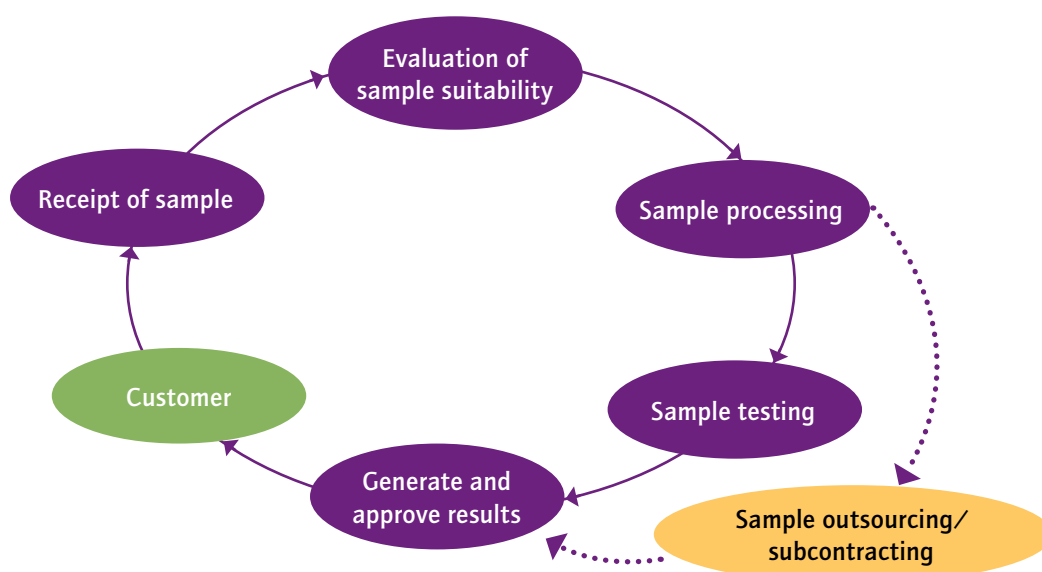 Evaluation of
sample suitability
Receipt of sample
Sample processing
Customer
Sample testing
Generate and
approve results
Sample outsourcing/
subcontracting